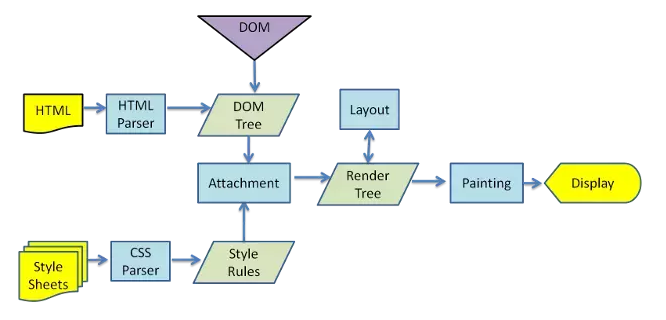 DOM
HTML
HTML
Parser
DOM
Tree
Layout
Attachment
Render
Tree
Painting
Display
Style
Sheets
CSS
Parser
Style
Rules